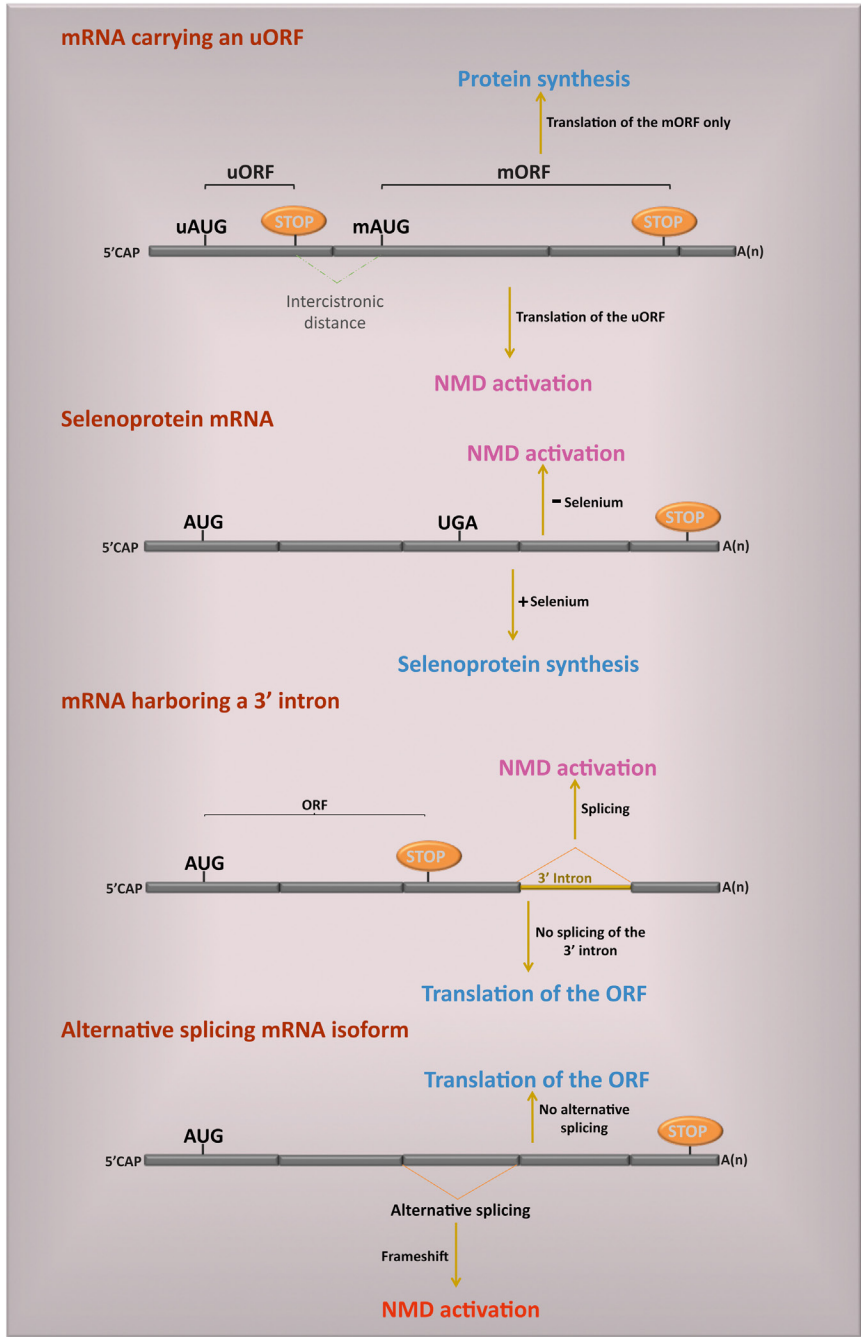 mRNA carrying an uORF
Protein synthesis
Translation of the mORF only
uORF
mORF
uAUG
STOP
mAUG
STOP
5’CAP
A(n)
Intercistronic
distance
Translation of the uORF
NMD activation
Selenoprotein mRNA
NMD activation
– Selenium
AUG
UGA
STOP
5’CAP
A(n)
+ Selenium
Selenoprotein synthesis
mRNA harboring a 3’ intron
NMD activation
Splicing
ORF
AUG
STOP
3’ Intron
5’CAP
A(n)
No splicing of the
3’ intron
Translation of the ORF
Alternative splicing mRNA isoform
Translation of the ORF
No alternative
splicing
AUG
STOP
5’CAP
A(n)
Alternative splicing
Frameshift
NMD activation